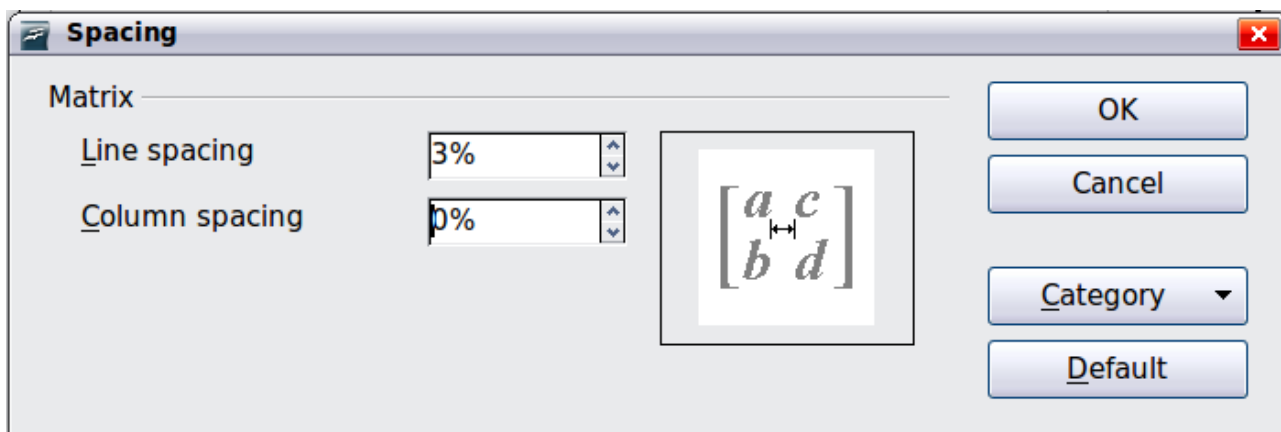 Spacing
Matrix
Line spacing 3%
Column spacing 0%
a c
b d
OK
Cancel
Category
Default